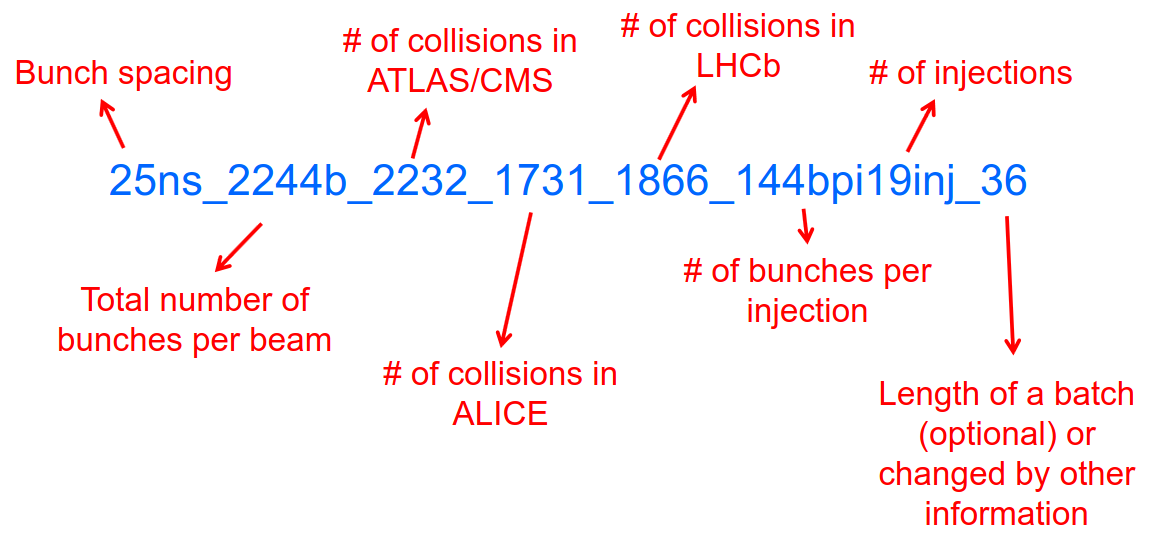 # of collisions in
LHCb
# of collisions in
ATLAS/CMS
Bunch spacing
# of injections
25ns_2244b_2232_1731_1866_144bpi19inj_36
Total number of
bunches per beam
# of bunches per
injection
# of collisions in
ALICE
Length of a batch
(optional) or
changed by other
information